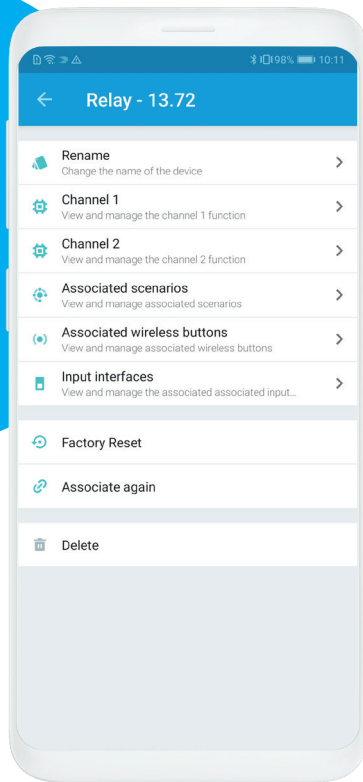 98% 10:11
Relay - 13.72
Rename
Change the name of the device
Channel 1
View and manage the channel 1 function
Channel 2
View and manage the channel 2 function
Associated scenarios
View and manage associated scenarios
Associated wireless buttons
View and manage associated wireless buttons
Input interfaces
View and manage the associated associated input...
Factory Reset
Associate again
Delete